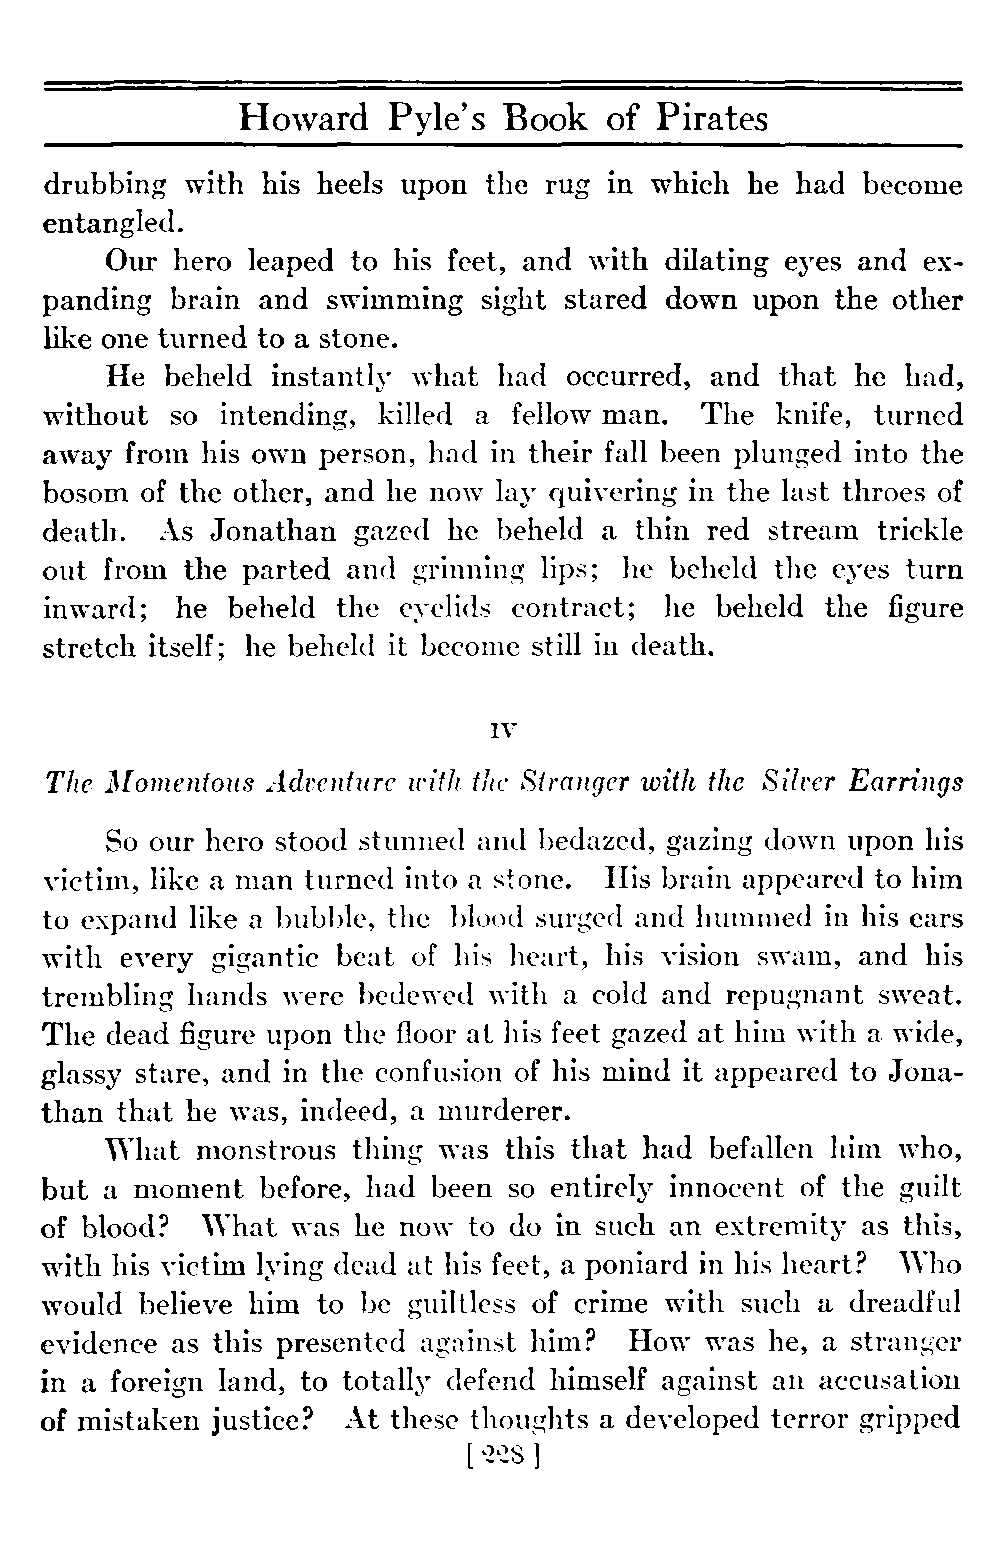 Howard Pyle's Book of Pirates
drubbing with his heels upon the rug in which he had become
entangled.
Our hero leaped to his feet, and with dilating eyes and ex-
panding brain and swimming sight stared down upon the other
like one turned to a stone.
He beheld instantly what had occurred, and that he had,
without so intending, killed a fellow man. The knife, turned
away from his own person, had in their fall been plunged into the
bosom of the other, and he now lay quivering in the last throes of
death. As Jonathan gazed he beheld a thin red stream trickle
out from the parted and grinning lips; he beheld the eyes turn
inward; he beheld the eyelids contract; he beheld the figure
stretch itself; he beheld it become still in death.
IV
The Momentous Adventure with the Stranger with the Silver Earrings
So our hero stood stunned and bedazed, gazing down upon his
victim, like a man turned into a stone. His brain appeared to him
to expand like a bubble, the blood surged and hummed in his ears
with every gigantic beat of his heart, his vision swam, and his
trembling hands were bedewed with a cold and repugnant sweat.
The dead figure upon the floor at his feet gazed at him with a wide,
glassy stare, and in the confusion of his mind it appeared to Jona-
than that he was, indeed, a murderer.
What monstrous thing was this that had befallen him who,
but a moment before, had been so entirely innocent of the guilt
of blood? What was he now to do in such an extremity as this,
with his victim lying dead at his feet, a poniard in his heart? Who
would believe him to be guiltless of crime with such a dreadful
evidence as this presented against him? How was he, a stranger
in a foreign land, to totally defend himself against an accusation
of mistaken justice? At these thoughts a developed terror gripped
[ 228 ]